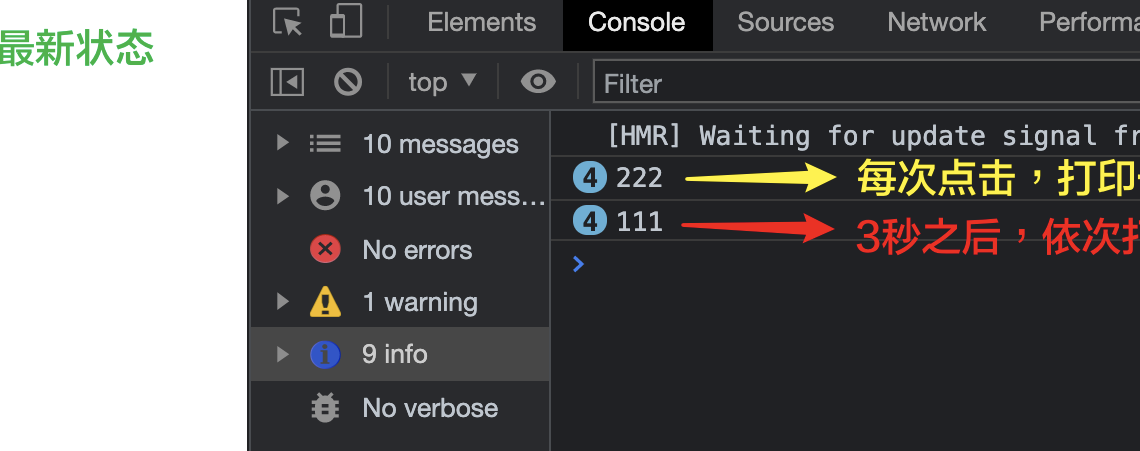 最新状态
Elements Console Sources Network Performa
top Filter
10 messages
10 user mess...
No errors
1 warning
9 info
No verbose
[HMR] Waiting for update signal fr
4 222 每次点击，打印
4 111 3秒之后，依次打